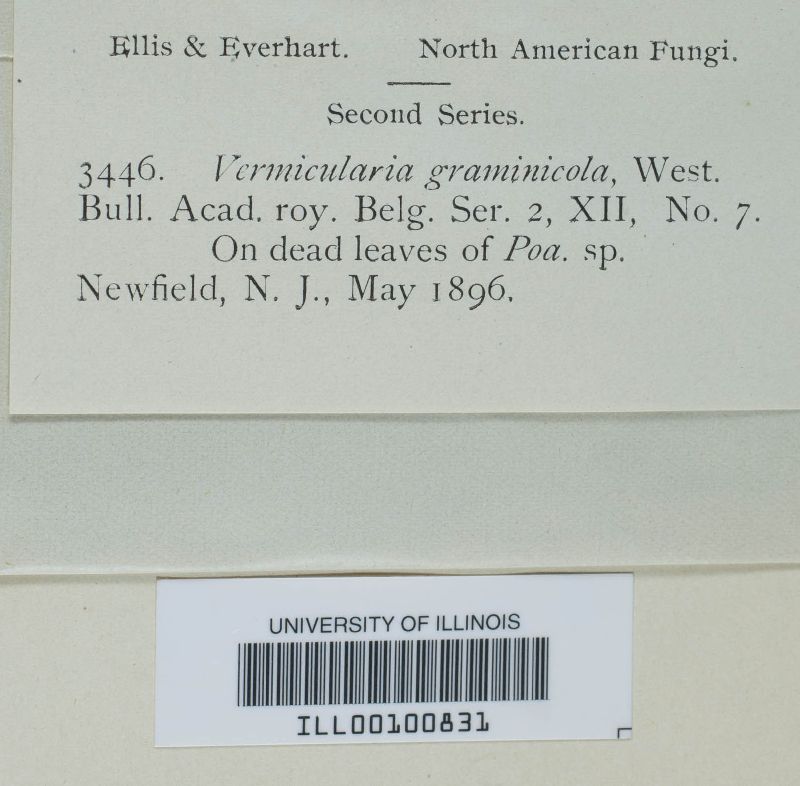 Ellis & Everhart. North American Fungi.
Second Series.
3446. Vermicularia graminicola, West.
Bull. Acad. roy. Belg. Ser. 2, XII, No. 7.
On dead leaves of Poa. sp.
Newfield, N. J., May 1896.
UNIVERSITY OF ILLINOIS
ILL00100831